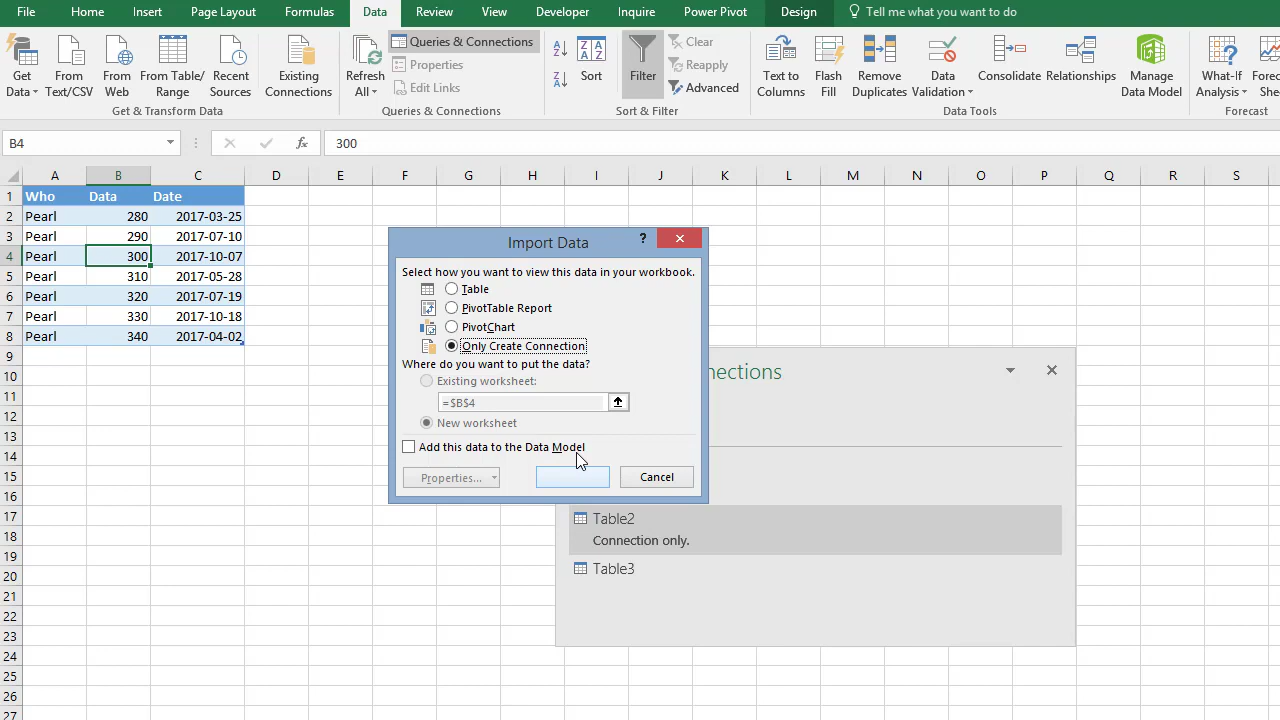 File Home Insert Page Layout Formulas Data Review View Developer Inquire Power Pivot Design Tell me what you want to do
Get Data From Text/CSV From Web From Table/ Range Recent Sources Existing Connections
Get & Transform Data
Refresh All Queries & Connections
Properties
Edit Links
Queries & Connections
Sort Filter Clear
Reapply
Advanced
Sort & Filter
Text to Columns Flash Fill Remove Duplicates Data Validation Consolidate Relationships Manage Data Model
Data Tools
What-If Analysis
Forecast
B4 fx 300
A B C D E F G H I J K L M N O P Q R S
1 Who Data Date
2 Pearl 280 2017-03-25
3 Pearl 290 2017-07-10
4 Pearl 300 2017-10-07
5 Pearl 310 2017-05-28
6 Pearl 320 2017-07-19
7 Pearl 330 2017-10-18
8 Pearl 340 2017-04-02
9
10
11
12
13
14
15
16
17
18
19
20
21
22
23
24
25
26
27
Import Data ?
Select how you want to view this data in your workbook.
Table
PivotTable Report
PivotChart
Only Create Connection
Where do you want to put the data?
Existing worksheet:
=$B$4
New worksheet
Add this data to the Data Model
Properties... Cancel
nections
Table2
Connection only.
Table3